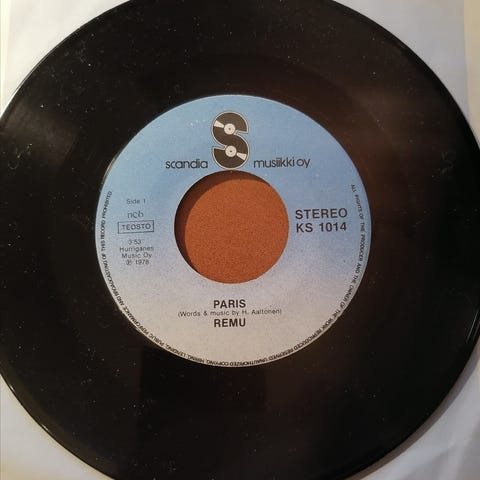 S
scandia musiikki oy
Side 1
ncb
TEOSTO
3'53"
Hurriganes
Music Oy
℗ 1978
STEREO
KS 1014
PARIS
(Words & music by H. Aaltonen)
REMU
ALL RIGHTS OF THE PRODUCER AND THE OWNER OF THE WORK REPRODUCED RESERVED UNAUTHORIZED COPYING, HIRING, LENDING, PUBLIC PERFORMANCE AND BROADCASTING OF THIS RECORD PROHIBITED